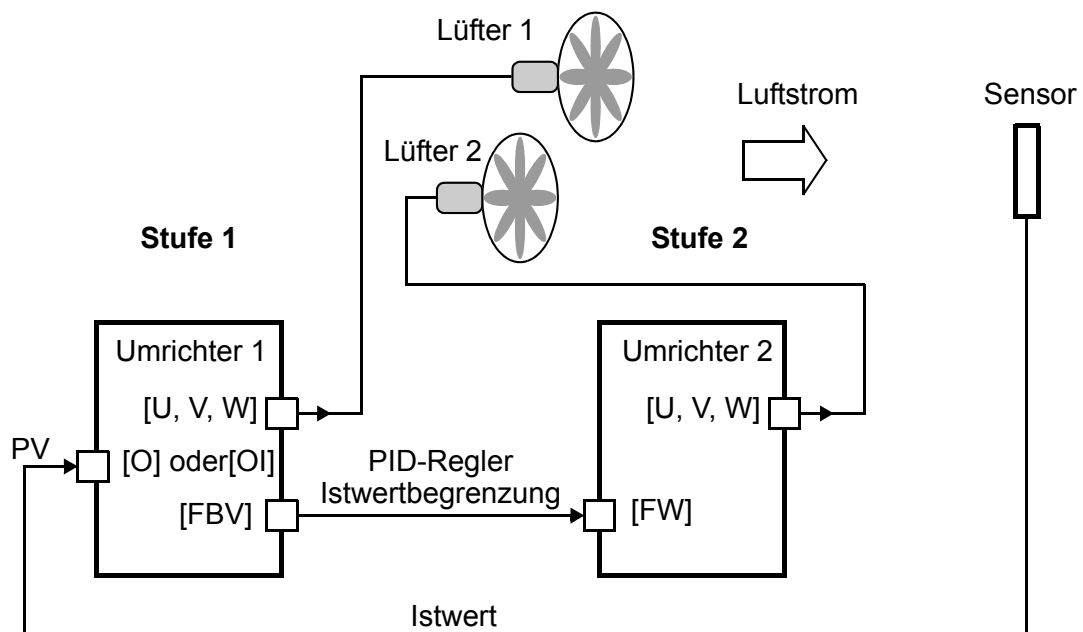 Lüfter 1
Luftstrom
Sensor
Lüfter 2
Stufe 1
Stufe 2
Umrichter 1
Umrichter 2
[U, V, W]
[U, V, W]
PV
[O] oder[OI]
PID-Regler
Istwertbegrenzung
[FBV]
[FW]
Istwert